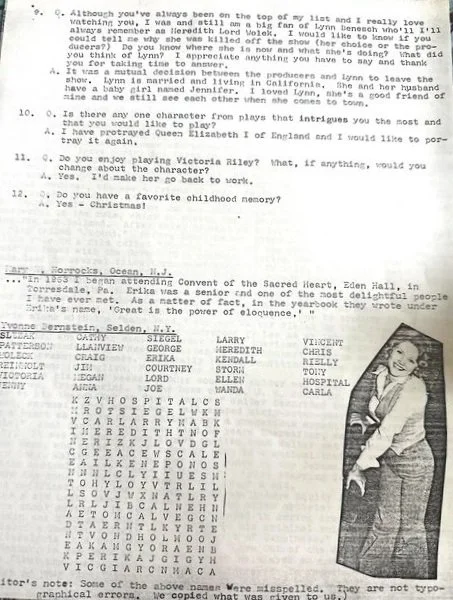 9. Q. Although you've always been on the top of my list and I really love
watching you, I was and still am a big fan of Lynn Benesch who'll I'll
always remember as Meredith Lord Wolek. I would like to know if you
could tell me why she was killed off the show (her choice or the pro-
ducers?) Do you know where she is now and what she's doing? What did
you think of Lynn? I appreciate anything you have to say and thank
you for taking time to answer.
A. It was a mutual decision between the producers and Lynn to leave the
show. Lynn is married and living in California. She and her husband
have a baby girl named Jennifer. I loved Lynn, she's a good friend of
mine and we still see each other when she comes to town.
10. Q. Is there any one character from plays that intrigues you the most and
that you would like to play?
A. I have protrayed Queen Elizabeth I of England and I would like to por-
tray it again.
11. Q. Do you enjoy playing Victoria Riley? What, if anything, would you
change about the character?
A. Yes. I'd make her go back to work.
12. Q. Do you have a favorite childhood memory?
A. Yes - Christmas!
Horrocks, Ocean, N.J.
..."In 1953 I began attending Convent of the Sacred Heart, Eden Hall, in
Torresdale, Pa. Erika was a senior and one of the most delightful people
I have ever met. As a matter of fact, in the yearbook they wrote under
Erika's name, 'Great is the power of eloquence,' "
Yvonne Bernstein, Selden, N.Y.
CATHY SIEGEL LARRY VINCENT
PATTERSON LLANVIEW GEORGE MEREDITH CHRIS
WOLECK CRAIG ERIKA KENDALL RIELLY
REINHOLT JIM COURTNEY STORM TONY
VICTORIA MEGAN LORD ELLEN HOSPITAL
JENNY ANNA JOE WANDA CARLA
K Z V H O S P I T A L C S
M R O T S I E G E L W K M
V C A R L A R R Y M A B K
I M E R E D I T H T N O F
N E R I Z K J L O V D G L
C G E E A C E W S C A L E
E A I L K E N E P O N O S
N N N N L C L Y I I U E S M
T O H Y L O Y V T R L I L
L S O V J W X N A T L R Y
L R L J I B C A L N E H N
A E T O M C A L V E G C N
D T A E R N T L K Y R T E
N T V O N D H O L M O O J
E A K A M G Y O R A E N B
K P E R I K A J G I G Y H
V I C G I A R C N H A C A
itor's note: Some of the above names were misspelled. They are not typo-
graphical errors. We copied what was given to us.)